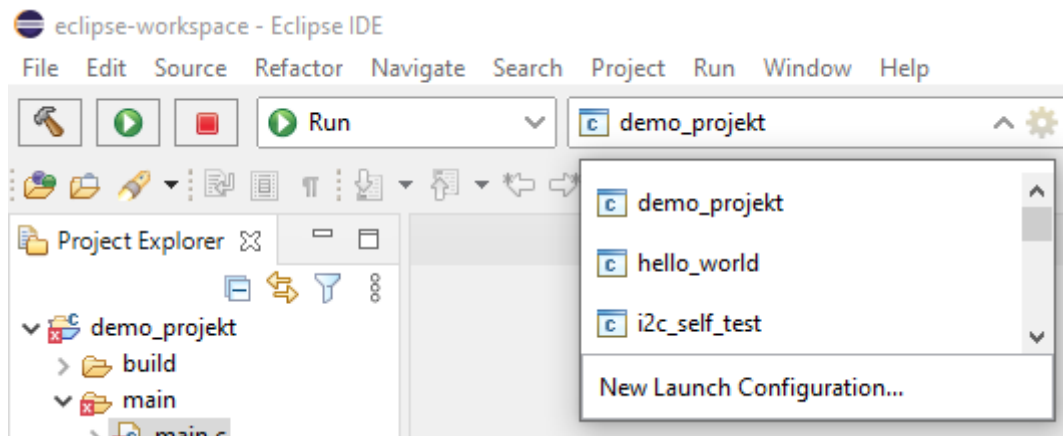 eclipse-workspace - Eclipse IDE
File Edit Source Refactor Navigate Search Project Run Window Help
Run
demo_projekt
demo_projekt
hello_world
i2c_self_test
New Launch Configuration...
Project Explorer
demo_projekt
build
main
main.c